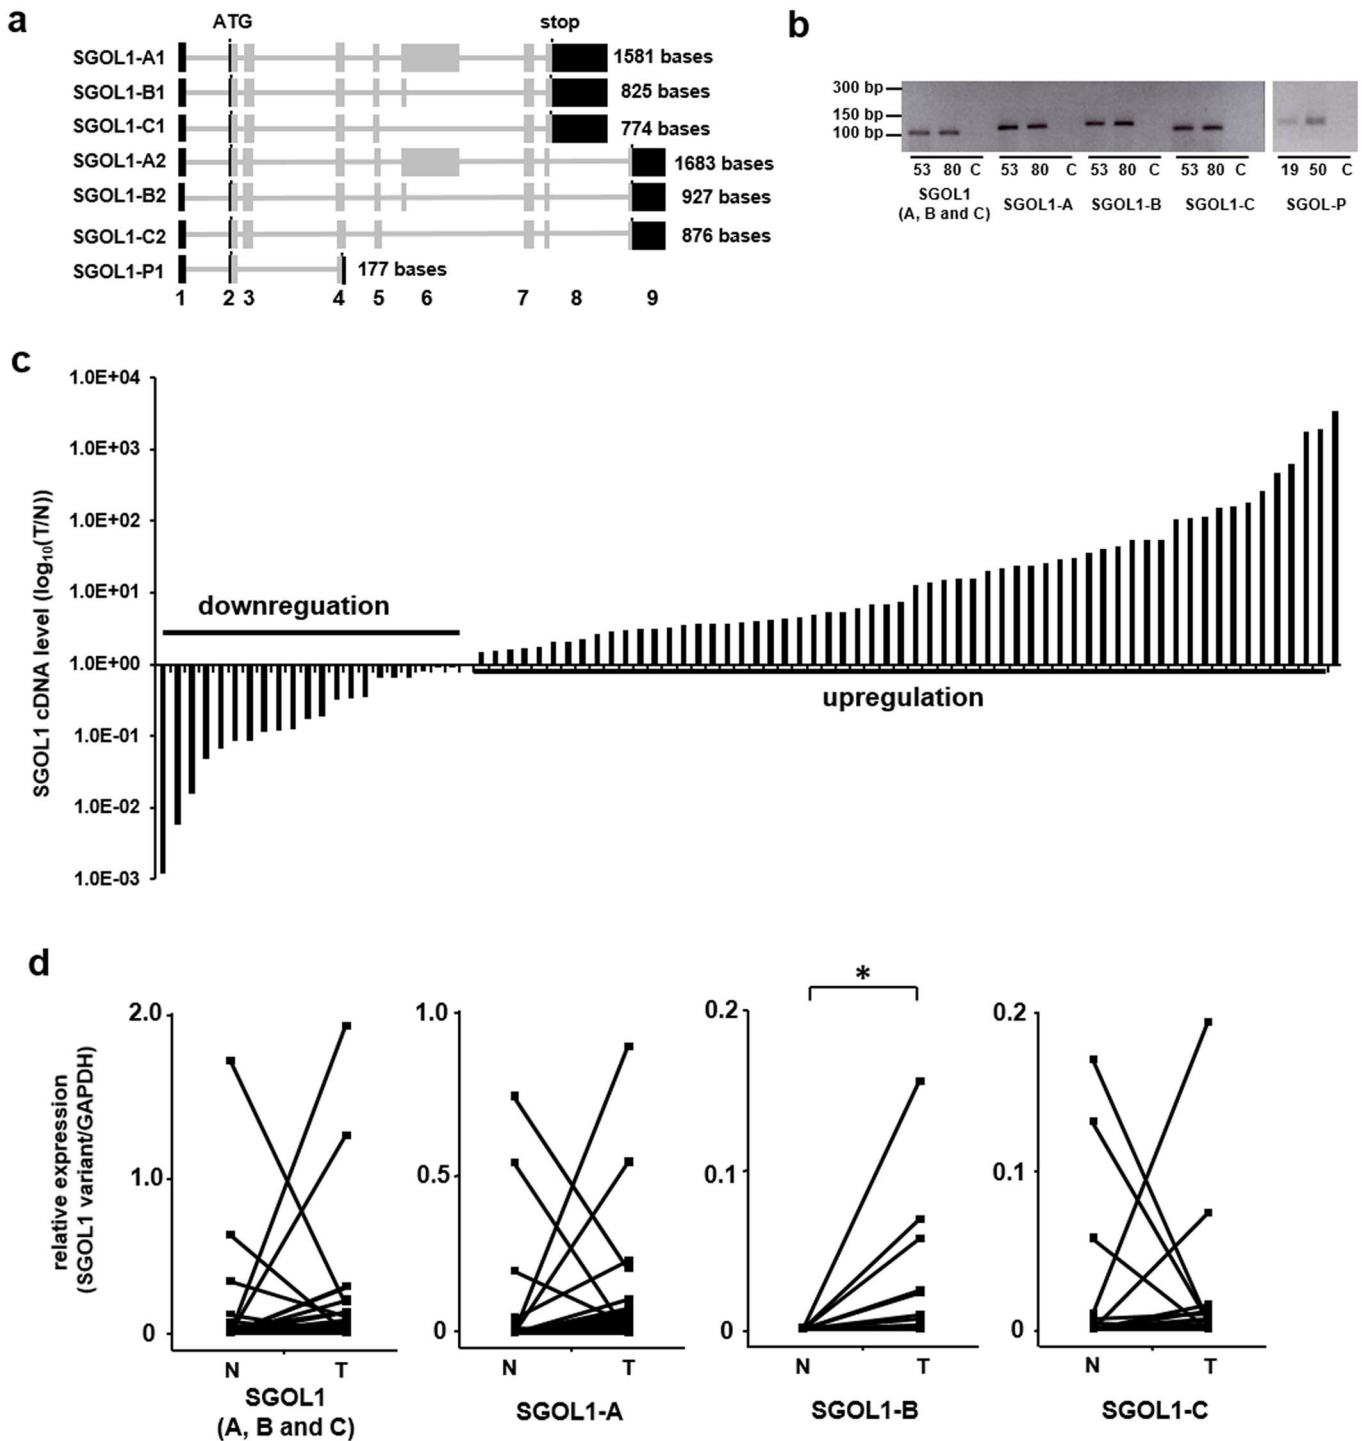 a
ATG stop
SGOL1-A1 1581 bases
SGOL1-B1 825 bases
SGOL1-C1 774 bases
SGOL1-A2 1683 bases
SGOL1-B2 927 bases
SGOL1-C2 876 bases
SGOL1-P1 177 bases
1 2 3 4 5 6 7 8 9
b
300 bp
150 bp
100 bp
53 80 C 53 80 C 53 80 C 53 80 C 19 50 C
SGOL1
(A, B and C)
SGOL1-A SGOL1-B SGOL1-C SGOL-P
c
SGOL1 cDNA level (log10(T/N))
1.0E+04
1.0E+03
1.0E+02
1.0E+01
1.0E+00
1.0E-01
1.0E-02
1.0E-03
downreguation
upregulation
d
relative expression
(SGOL1 variant/GAPDH)
2.0
1.0
0
N T
SGOL1
(A, B and C)
1.0
0.5
0
N T
SGOL1-A
*
0.2
0.1
0
N T
SGOL1-B
0.2
0.1
0
N T
SGOL1-C